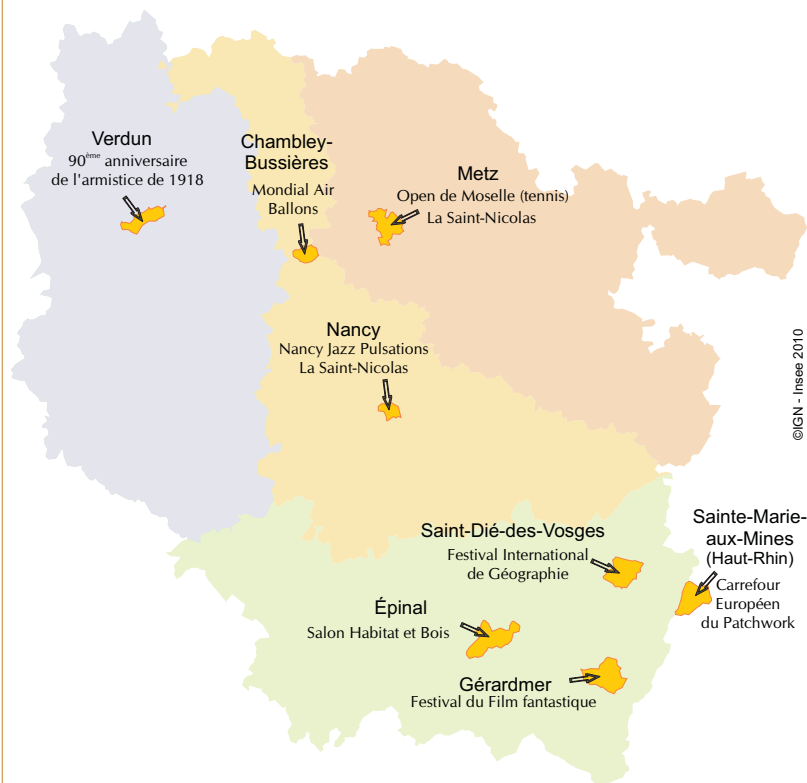 Verdun
90ème anniversaire
de l'armistice de 1918
Chambley-
Bussières
Mondial Air
Ballons
Metz
Open de Moselle (tennis)
La Saint-Nicolas
Nancy
Nancy Jazz Pulsations
La Saint-Nicolas
©IGN - Insee 2010
Saint-Dié-des-Vosges
Festival International
de Géographie
Sainte-Marie-
aux-Mines
(Haut-Rhin)
Carrefour
Européen
du Patchwork
Épinal
Salon Habitat et Bois
Gérardmer
Festival du Film fantastique